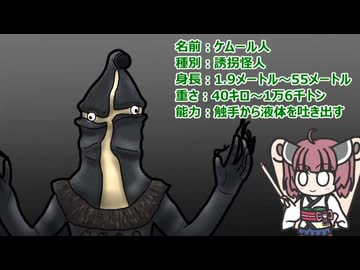 名前：ケムール人
種別：誘拐怪人
身長：1.9メートル～55メートル
重さ：40キロ～1万6千トン
能力：触手から液体を吐き出す